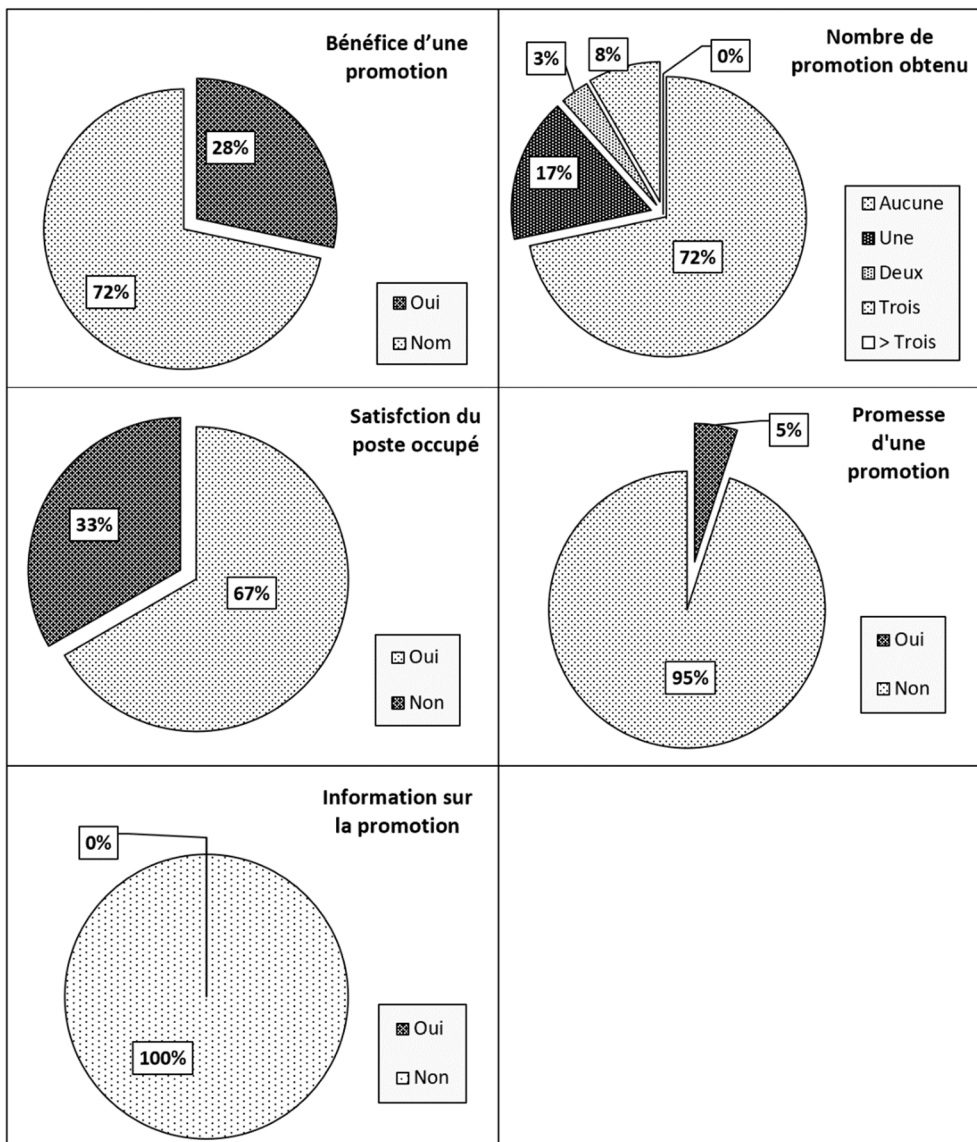 Bénéfice d’une
promotion
28%
72%
Oui
Nom
Nombre de
promotion obtenu
3%
8%
0%
17%
72%
Aucune
Une
Deux
Trois
> Trois
Satisfction du
poste occupé
33%
67%
Oui
Non
Promesse
d'une
promotion
5%
95%
Oui
Non
Information sur
la promotion
0%
100%
Oui
Non